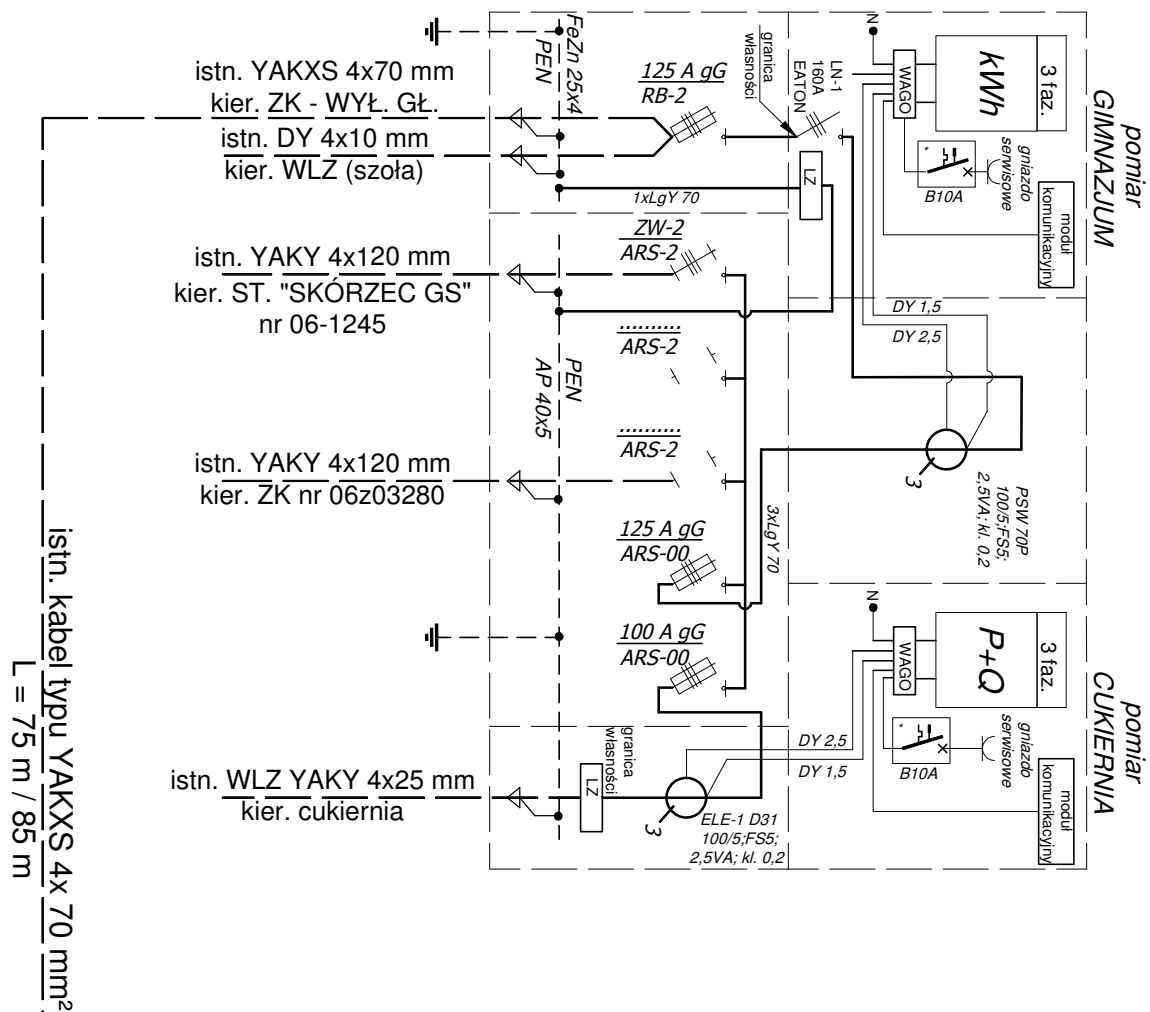 pomiar
GIMNAZJUM
3 faz.
kWh
N
WAGO
gniazdo
serwisowe
*
B10A
moduł
komunikacyjny
LN-1
160A
EATON
granica
własności
FeZn 25x4
PEN
125 A gG
RB-2
istn. YAKXS 4x70 mm
kier. ZK - WYŁ. GŁ.
istn. DY 4x10 mm
kier. WLZ (szoła)
LZ
1xLgY 70
ZW-2
ARS-2
istn. YAKY 4x120 mm
kier. ST. "SKÓRZEC GS"
nr 06-1245
DY 1,5
DY 2,5
..........
ARS-2
PEN
AP 40x5
..........
ARS-2
istn. YAKY 4x120 mm
kier. ZK nr 06z03280
3
PSW 70P
100/5;FS5;
2,5VA; kl. 0,2
3xLgY 70
125 A gG
ARS-00
100 A gG
ARS-00
pomiar
CUKIERNIA
3 faz.
P+Q
N
WAGO
gniazdo
serwisowe
*
B10A
moduł
komunikacyjny
DY 2,5
DY 1,5
granica
własności
LZ
istn. WLZ YAKY 4x25 mm
kier. cukiernia
3
ELE-1 D31
100/5;FS5;
2,5VA; kl. 0,2
istn. kabel typu YAKXS 4x 70 mm²
L = 75 m / 85 m